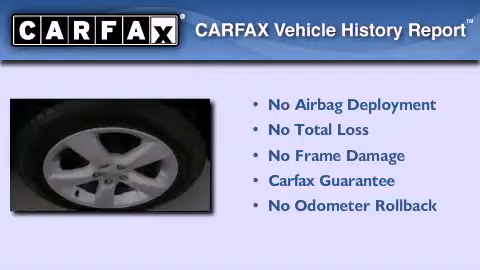 CARFAX® CARFAX Vehicle History Report™
• No Airbag Deployment
• No Total Loss
• No Frame Damage
• Carfax Guarantee
• No Odometer Rollback